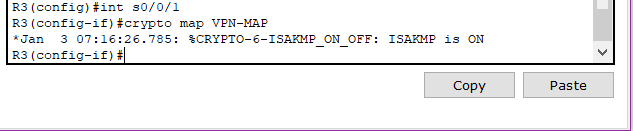 R3(config)#int s0/0/1
R3(config-if)#crypto map VPN-MAP
*Jan  3 07:16:26.785: %CRYPTO-6-ISAKMP_ON_OFF: ISAKMP is ON
R3(config-if)#
Copy
Paste